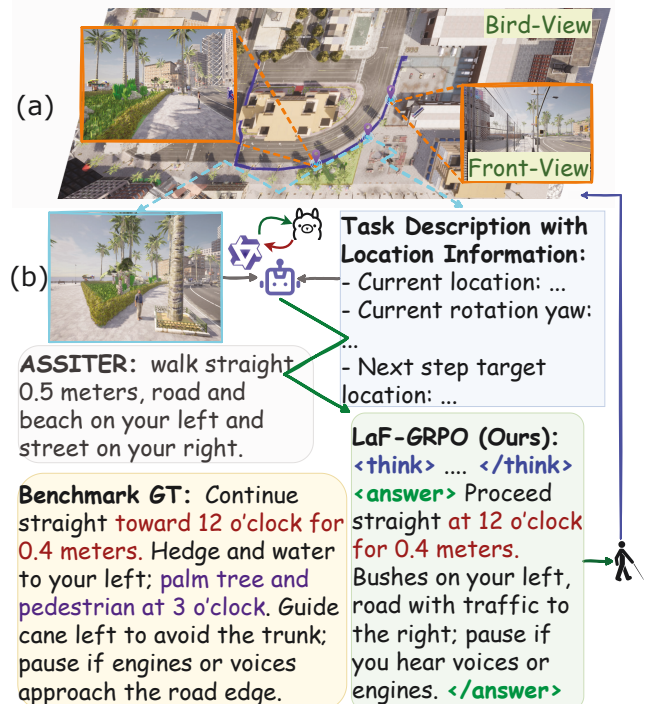 Bird-View
(a)
Front-View
(b)
Task Description with
Location Information:
- Current location: ...
- Current rotation yaw:
...
- Next step target
location: ...
ASSITER: walk straight
0.5 meters, road and
beach on your left and
street on your right.
Benchmark GT: Continue
straight toward 12 o'clock for
0.4 meters. Hedge and water
to your left; palm tree and
pedestrian at 3 o'clock. Guide
cane left to avoid the trunk;
pause if engines or voices
approach the road edge.
LaF-GRPO (Ours):
<think> .... </think>
<answer> Proceed
straight at 12 o'clock
for 0.4 meters.
Bushes on your left,
road with traffic to
the right; pause if
you hear voices or
engines. </answer>